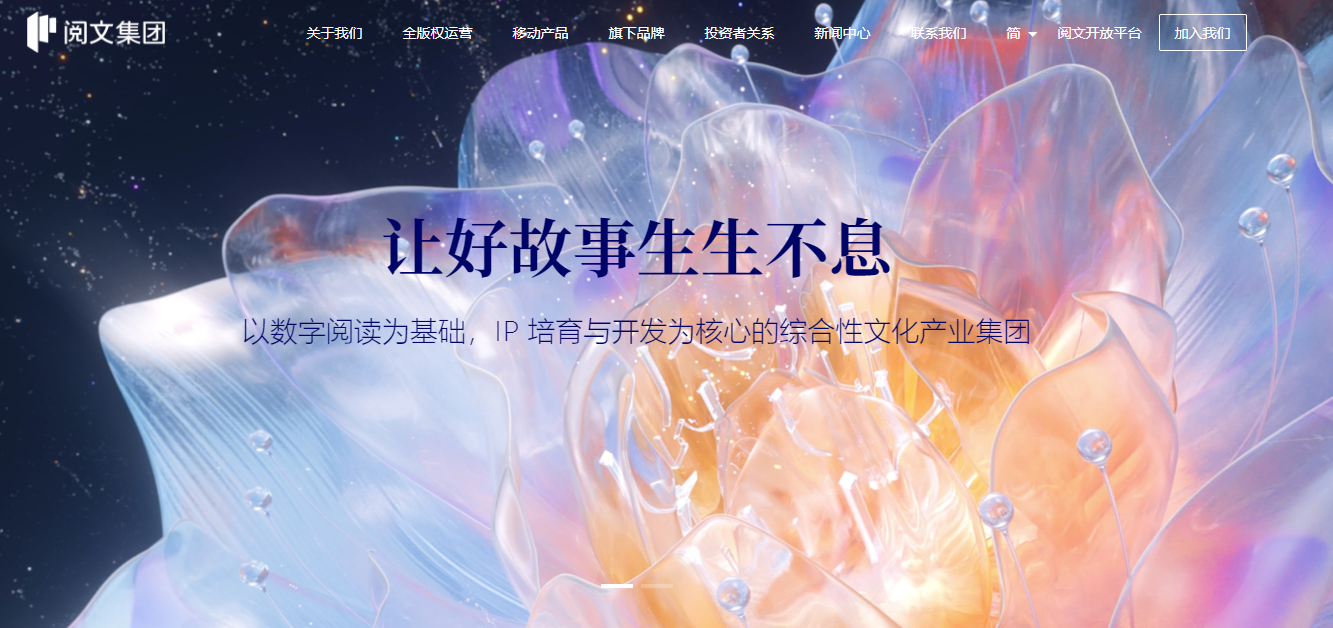 阅文集团 关于我们 全版权运营 移动产品 旗下品牌 投资者关系 新闻中心 联系我们 简 阅文开放平台 加入我们
让好故事生生不息
以数字阅读为基础，IP 培育与开发为核心的综合性文化产业集团